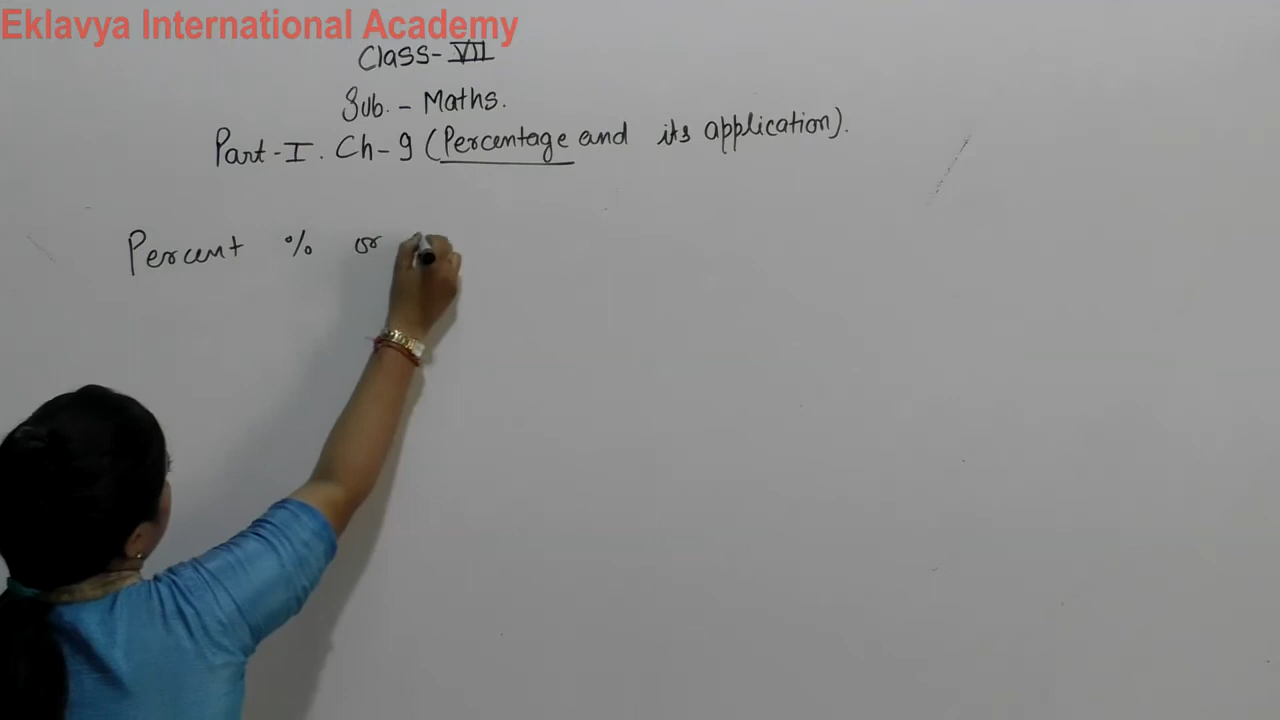 Eklavya International Academy
Class- VII
Sub. - Maths.
Part-I. Ch-9 (Percentage and its application).
Percent % or